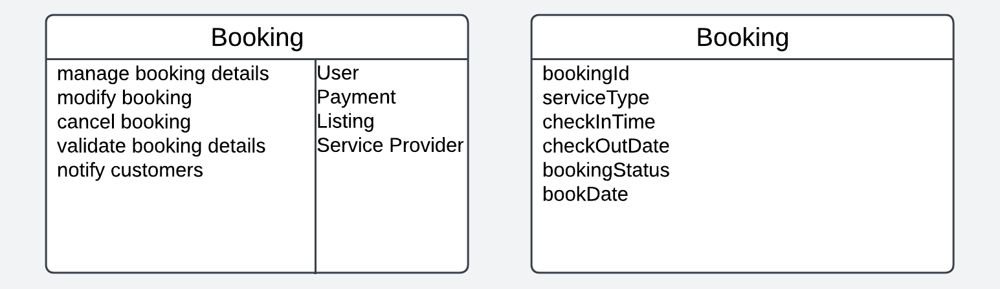 Booking
manage booking details
modify booking
cancel booking
validate booking details
notify customers
User
Payment
Listing
Service Provider
Booking
bookingId
serviceType
checkInTime
checkOutDate
bookingStatus
bookDate